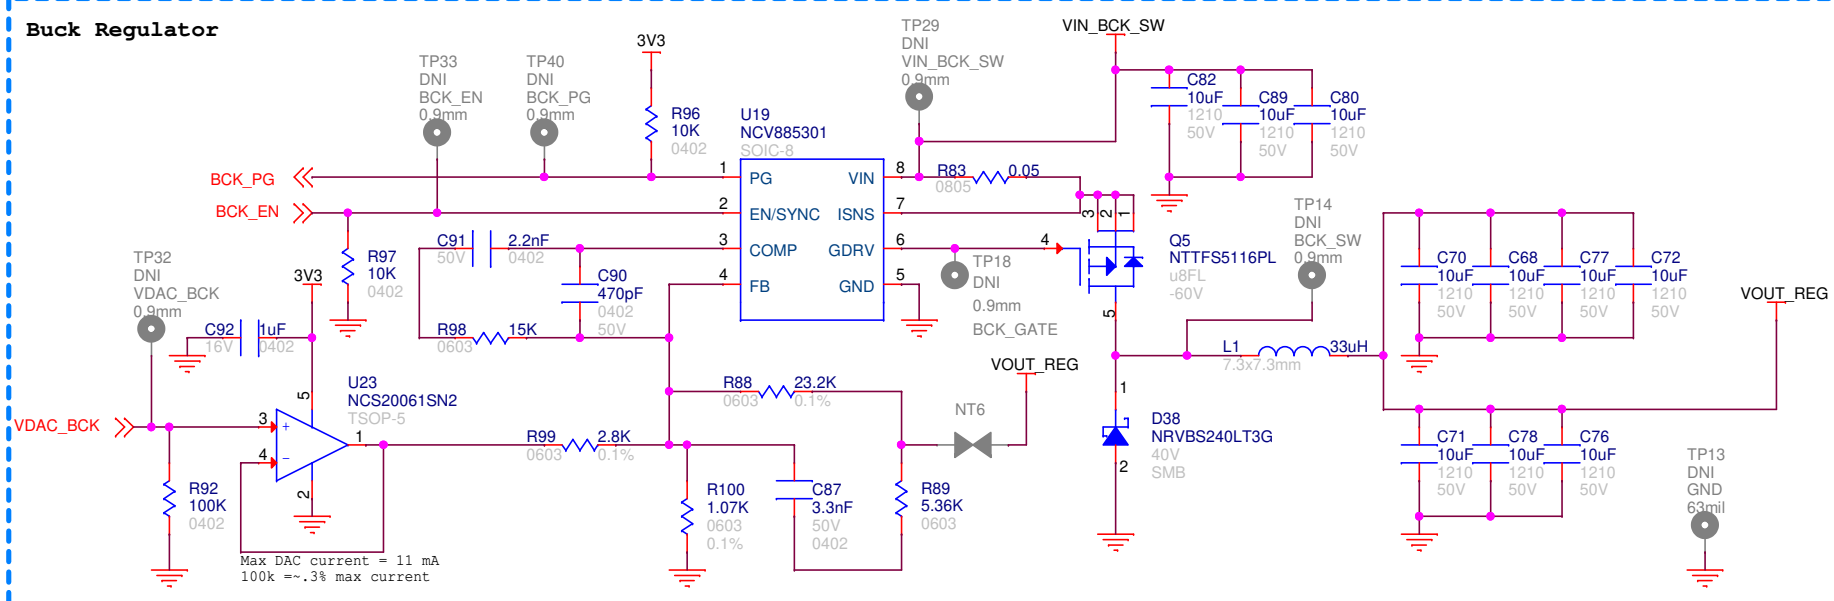 Buck Regulator
TP33
DNI
BCK_EN
0.9mm
TP40
DNI
BCK_PG
0.9mm
3V3
R96
10K
0402
U19
NCV885301
SOIC-8
TP29
DNI
VIN_BCK_SW
0.9mm
VIN_BCK_SW
C82
10uF
1210
50V
C89
10uF
1210
50V
C80
10uF
1210
50V
BCK_PG
BCK_EN
1
2
3
4
PG
EN/SYNC
COMP
FB
VIN
ISNS
GDRV
GND
8
7
6
5
R83
0.05
0805
3
2
1
4
5
Q5
NTTFS5116PL
u8FL
-60V
TP18
DNI
0.9mm
BCK_GATE
TP14
DNI
BCK_SW
0.9mm
C91
2.2nF
50V
0402
R97
10K
0402
C90
470pF
0402
50V
R98
15K
0603
TP32
DNI
VDAC_BCK
0.9mm
3V3
C92
1uF
16V
0402
U23
NCS20061SN2
TSOP-5
VDAC_BCK
3
4
5
1
2
+
−
R92
100K
0402
Max DAC current = 11 mA
100k =~.3% max current
R99
2.8K
0603
0.1%
R88
23.2K
0603
0.1%
R100
1.07K
0603
0.1%
C87
3.3nF
50V
0402
R89
5.36K
0603
NT6
VOUT_REG
L1
33uH
7.3x7.3mm
1
2
D38
NRVBS240LT3G
40V
SMB
C70
10uF
1210
50V
C68
10uF
1210
50V
C77
10uF
1210
50V
C72
10uF
1210
50V
VOUT_REG
C71
10uF
1210
50V
C78
10uF
1210
50V
C76
10uF
1210
50V
TP13
DNI
GND
63mil